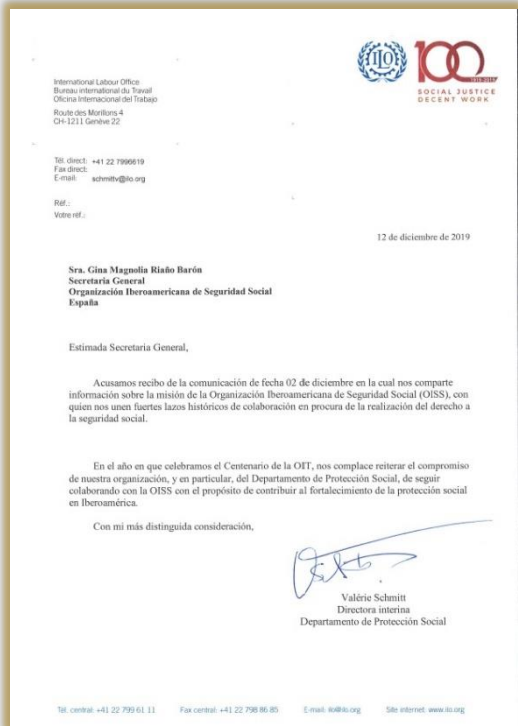 ILO
100
1919-2019
SOCIAL JUSTICE
DECENT WORK
International Labour Office
Bureau international du Travail
Oficina Internacional del Trabajo
Route des Morillons 4
CH-1211 Genève 22
Tél. direct: +41 22 7996619
Fax direct:
E-mail: schmittv@ilo.org
Réf.:
Votre réf.:
12 de diciembre de 2019
Sra. Gina Magnolia Riaño Barón
Secretaria General
Organización Iberoamericana de Seguridad Social
España
Estimada Secretaria General,
Acusamos recibo de la comunicación de fecha 02 de diciembre en la cual nos comparte
información sobre la misión de la Organización Iberoamericana de Seguridad Social (OISS), con
quien nos unen fuertes lazos históricos de colaboración en procura de la realización del derecho a
la seguridad social.
En el año en que celebramos el Centenario de la OIT, nos complace reiterar el compromiso
de nuestra organización, y en particular, del Departamento de Protección Social, de seguir
colaborando con la OISS con el propósito de contribuir al fortalecimiento de la protección social
en Iberoamérica.
Con mi más distinguida consideración,
Valérie Schmitt
Directora interina
Departamento de Protección Social
Tél. central: +41 22 799 61 11 Fax central: +41 22 798 86 85 E-mail: ilo@ilo.org Site internet: www.ilo.org